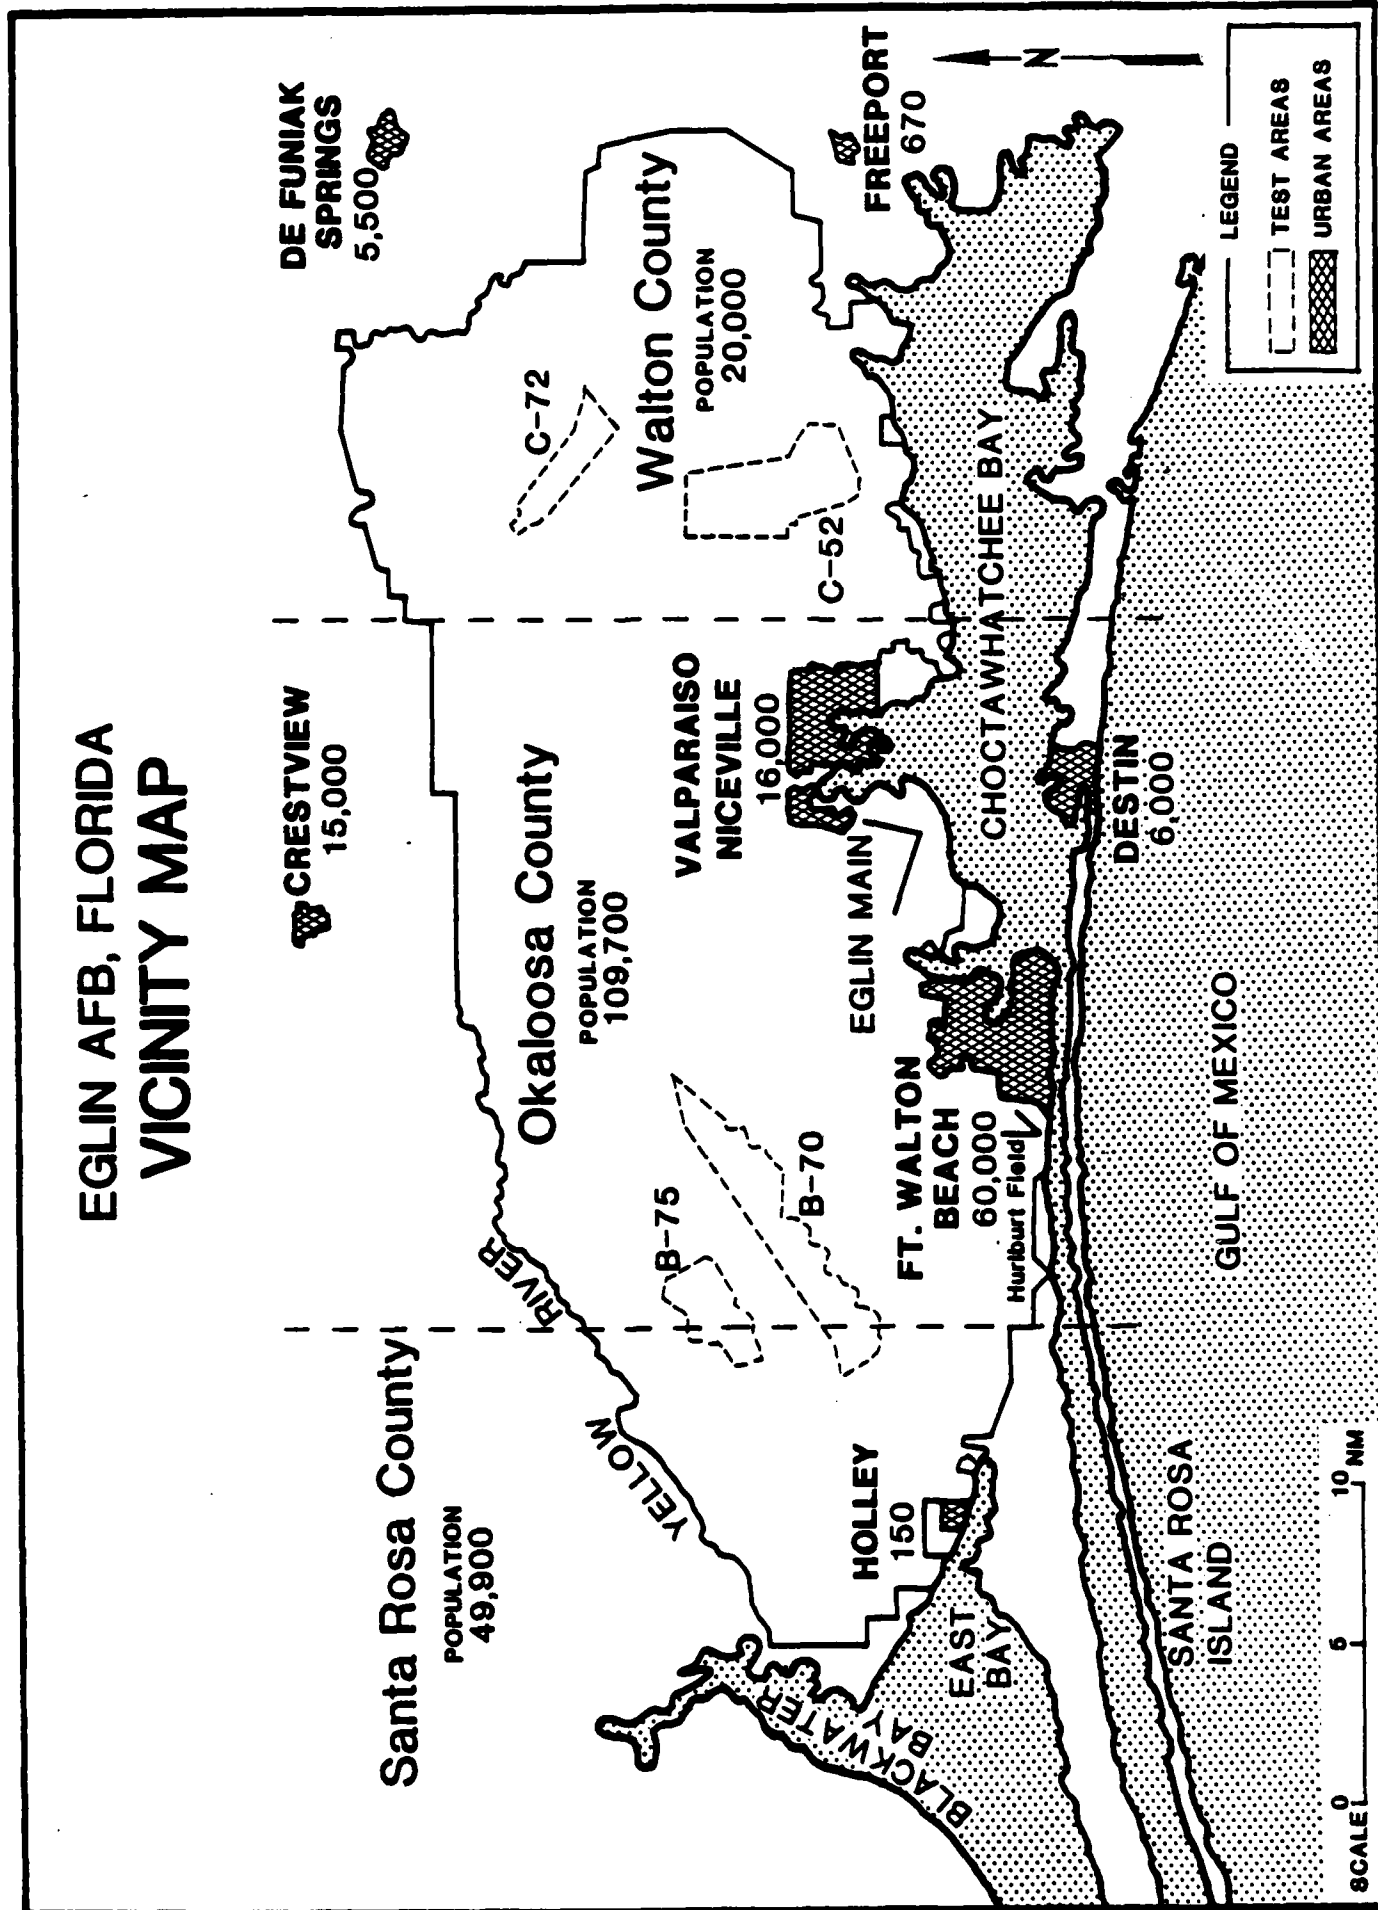 EGLIN AFB, FLORIDA
VICINITY MAP
Santa Rosa County
POPULATION
49,900
CRESTVIEW
15,000
DE FUNIAK
SPRINGS
5,500
YELLOW RIVER
Okaloosa County
POPULATION
109,700
C-72
Walton County
POPULATION
20,000
B-75
B-70
C-52
VALPARAISO
NICEVILLE
16,000
EGLIN MAIN
FREEPORT
670
HOLLEY
150
FT. WALTON
BEACH
60,000
Hurlburt Field
BLACKWATER
BAY
EAST
BAY
CHOCTAWHATCHEE BAY
DESTIN
6,000
SANTA ROSA
ISLAND
GULF OF MEXICO
N
LEGEND
TEST AREAS
URBAN AREAS
SCALE 0 5 10 NM